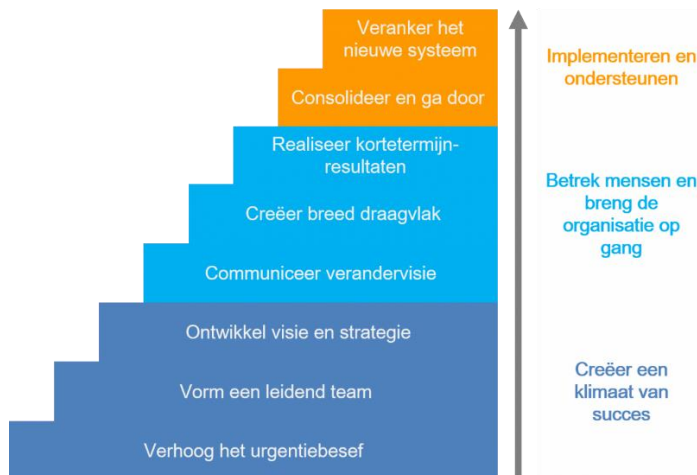 Veranker het
nieuwe systeem
Consolideer en ga door
Realiseer kortetermijn-
resultaten
Creëer breed draagvlak
Communiceer verandervisie
Ontwikkel visie en strategie
Vorm een leidend team
Verhoog het urgentiebesef
Implementeren en
ondersteunen
Betrek mensen en
breng de
organisatie op
gang
Creëer een
klimaat van
succes